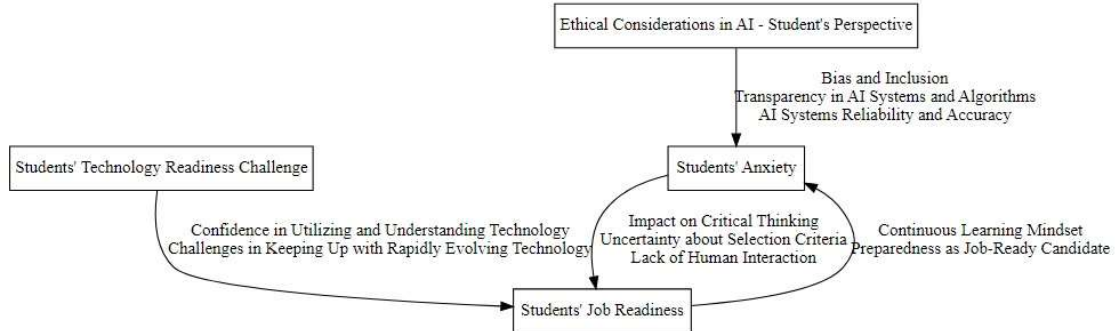 Ethical Considerations in AI - Student's Perspective
Bias and Inclusion
Transparency in AI Systems and Algorithms
AI Systems Reliability and Accuracy
Students' Technology Readiness Challenge
Students' Anxiety
Confidence in Utilizing and Understanding Technology
Challenges in Keeping Up with Rapidly Evolving Technology
Impact on Critical Thinking
Uncertainty about Selection Criteria
Lack of Human Interaction
Continuous Learning Mindset
Preparedness as Job-Ready Candidate
Students' Job Readiness